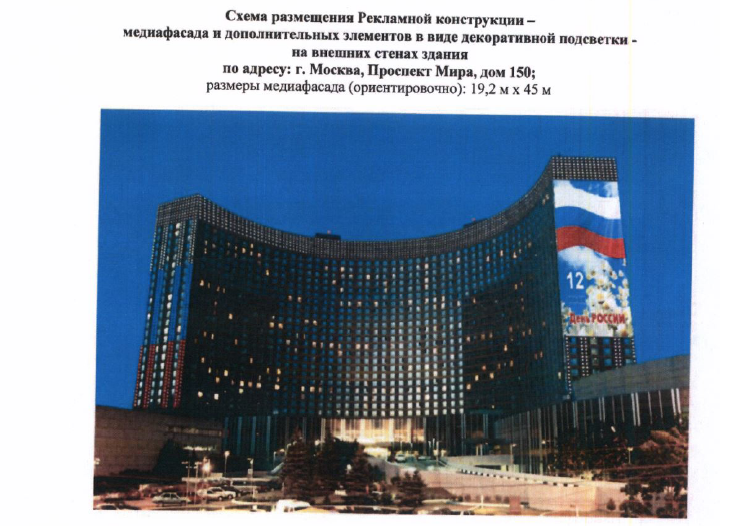 Схема размещения Рекламной конструкции –
медиафасада и дополнительных элементов в виде декоративной подсветки -
на внешних стенах здания
по адресу: г. Москва, Проспект Мира, дом 150;
размеры медиафасада (ориентировочно): 19,2 м х 45 м
12
День РОССИИ